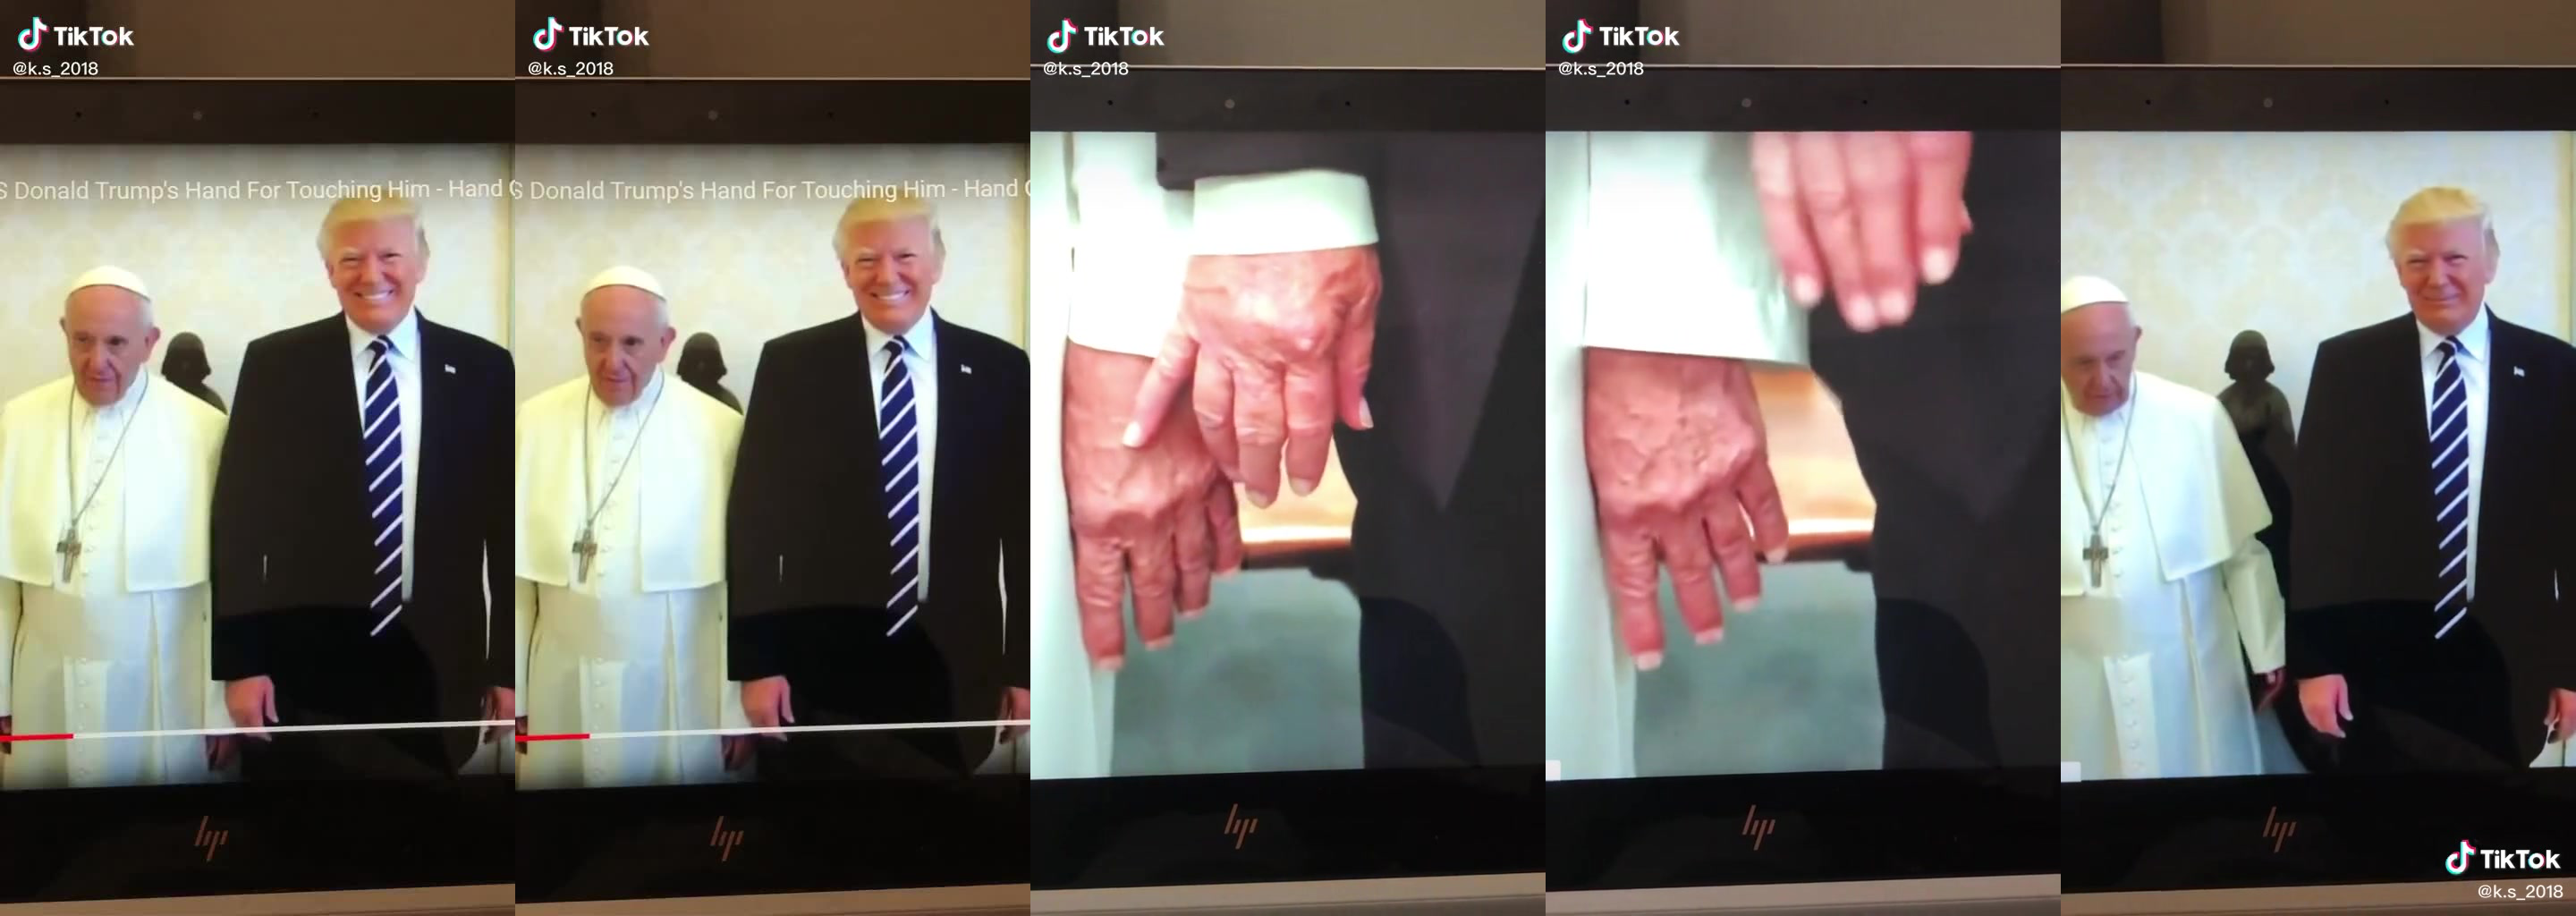 TikTok
@k.s_2018
S Donald Trump's Hand For Touching Him - Hand
TikTok
@k.s_2018
S Donald Trump's Hand For Touching Him - Hand
TikTok
@k.s_2018
TikTok
@k.s_2018
TikTok
@k.s_2018
hp
hp
hp
hp
hp